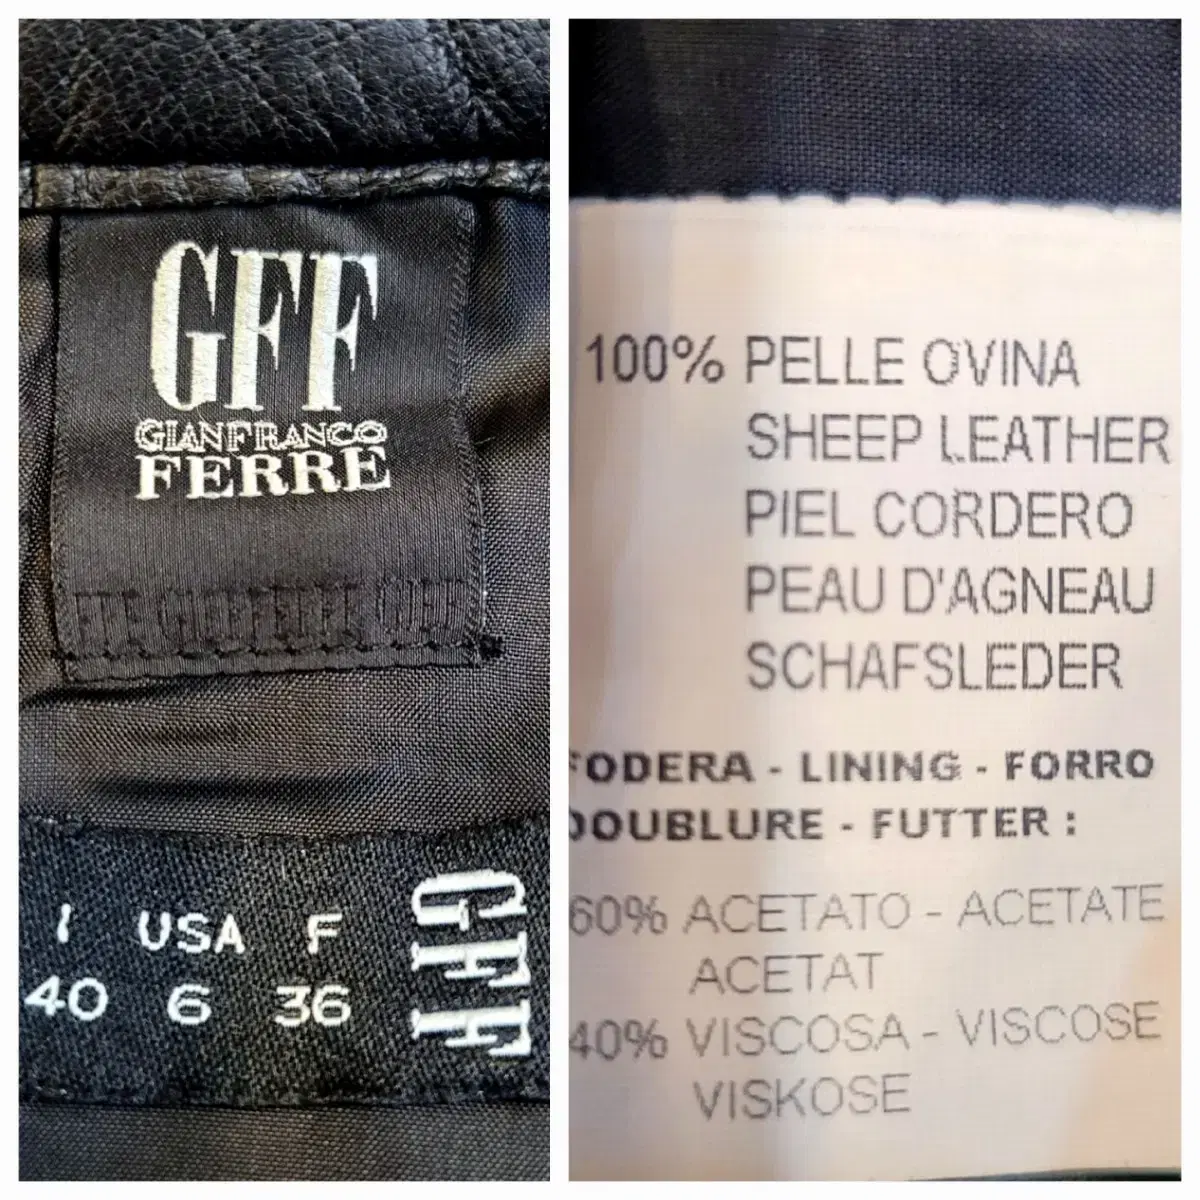 GFF
GIANFRANCO
FERRE
I USA F
40 6 36
GFF
100% PELLE OVINA
SHEEP LEATHER
PIEL CORDERO
PEAU D'AGNEAU
SCHAFSLEDER
FODERA - LINING - FORRO
DOUBLURE - FUTTER :
60% ACETATO - ACETATE
ACETAT
40% VISCOSA - VISCOSE
VISKOSE